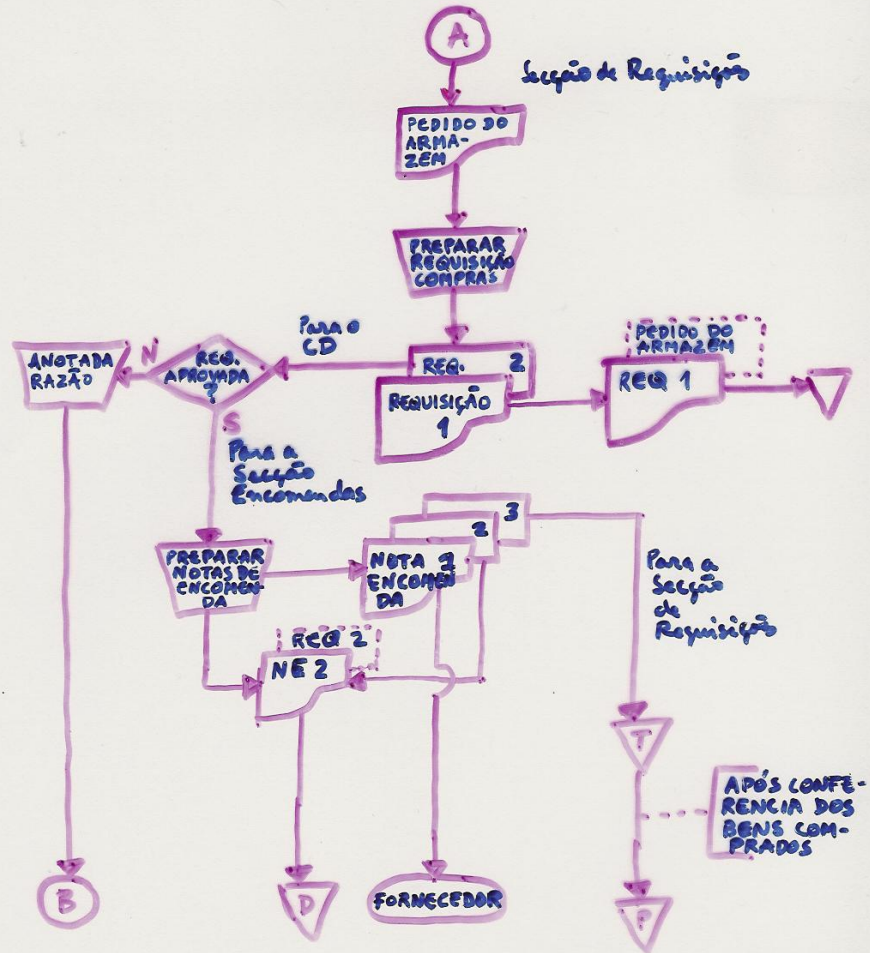 A
Secção de Requisição
PEDIDO DO
ARMA-
ZEM
PREPARAR
REQUISIÇÃO
COMPRAS
Para o
CD
PEDIDO DO
ARMAZEM
ANOTADA
RAZÃO
N
REQ.
APROVADA
?
REQ.
2
REQ 1
REQUISIÇÃO
1
S
Para a
Secção
Encomendas
3
2
PREPARAR
NOTAS DE
ENCOMEN-
DA
NOTA 1
ENCOMEN
DA
Para a
Secção
de
Requisição
REQ 2
NE 2
T
APÓS CONFE-
RENCIA DOS
BENS COM-
PRADOS
B
D
FORNECEDOR
P